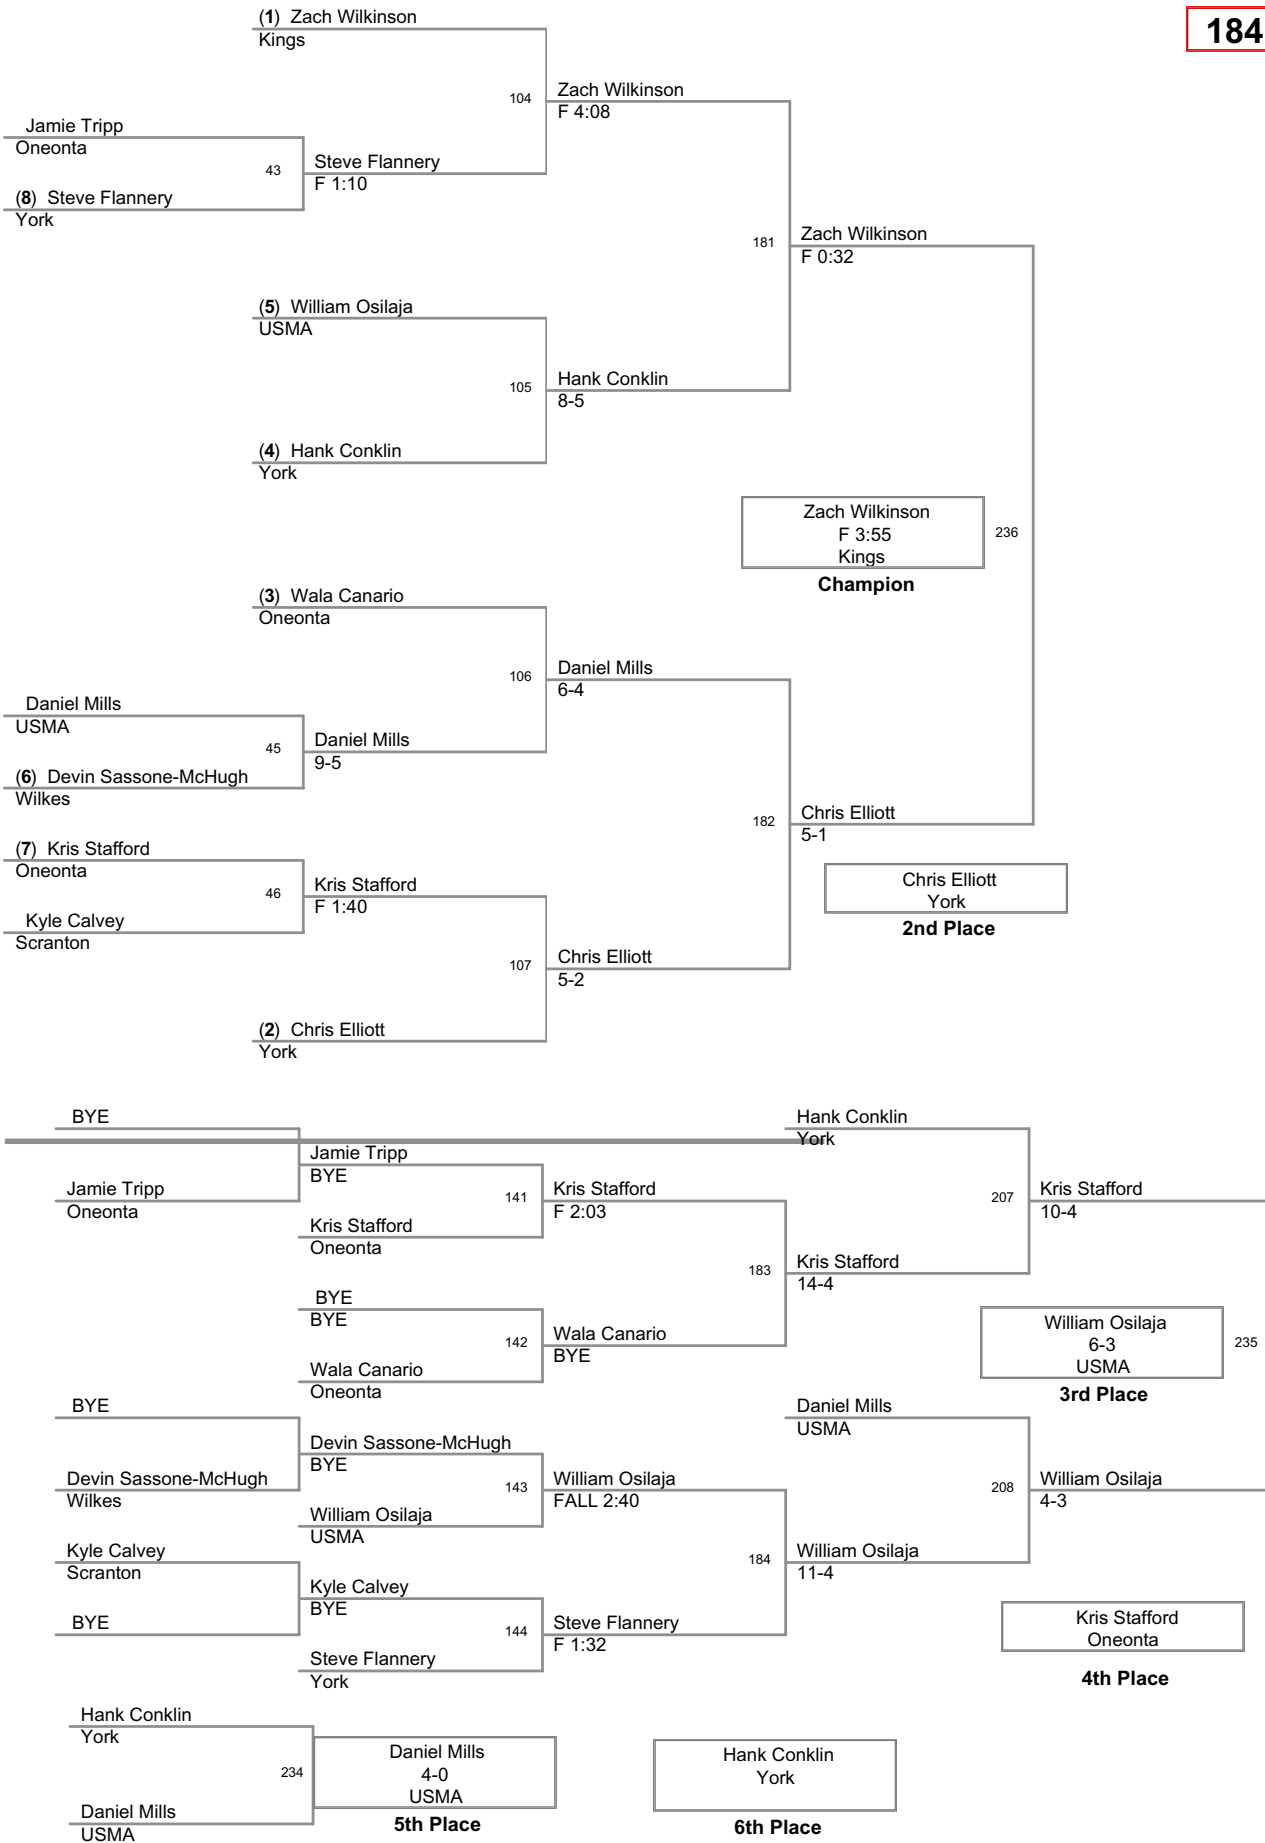 (1) Zach Wilkinson
Kings
184
104
Zach Wilkinson
F 4:08
Jamie Tripp
Oneonta
43
Steve Flannery
F 1:10
(8) Steve Flannery
York
181
Zach Wilkinson
F 0:32
(5) William Osilaja
USMA
105
Hank Conklin
8-5
(4) Hank Conklin
York
Zach Wilkinson
F 3:55
Kings
236
Champion
(3) Wala Canario
Oneonta
106
Daniel Mills
6-4
Daniel Mills
USMA
45
Daniel Mills
9-5
(6) Devin Sassone-McHugh
Wilkes
182
Chris Elliott
5-1
(7) Kris Stafford
Oneonta
46
Kris Stafford
F 1:40
Kyle Calvey
Scranton
Chris Elliott
York
2nd Place
107
Chris Elliott
5-2
(2) Chris Elliott
York
BYE
Hank Conklin
York
Jamie Tripp
BYE
Jamie Tripp
Oneonta
141
Kris Stafford
F 2:03
207
Kris Stafford
10-4
Kris Stafford
Oneonta
183
Kris Stafford
14-4
BYE
BYE
142
Wala Canario
BYE
William Osilaja
6-3
USMA
235
3rd Place
Wala Canario
Oneonta
BYE
Daniel Mills
USMA
Devin Sassone-McHugh
BYE
Devin Sassone-McHugh
Wilkes
143
William Osilaja
FALL 2:40
208
William Osilaja
4-3
William Osilaja
USMA
Kyle Calvey
Scranton
184
William Osilaja
11-4
Kyle Calvey
BYE
BYE
144
Steve Flannery
F 1:32
Kris Stafford
Oneonta
4th Place
Steve Flannery
York
Hank Conklin
York
234
Daniel Mills
4-0
USMA
5th Place
Hank Conklin
York
6th Place
Daniel Mills
USMA